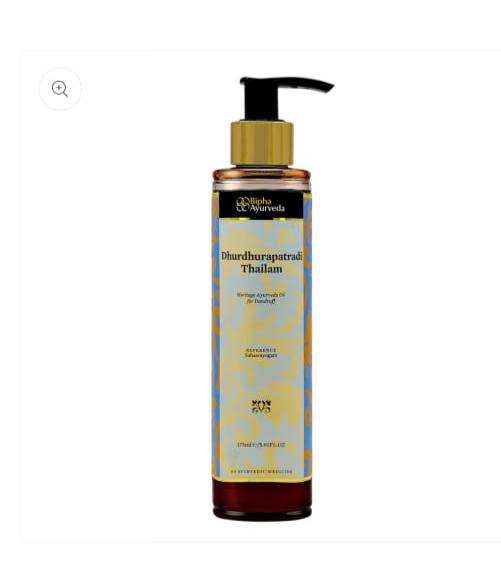 Bipha
Ayurveda
Dhurdhurapatradi
Thailam
Heritage Ayurveda Oil
for Dandruff
REFERENCE
Sahasrayogam
175ml ℮/5.91FL.OZ
AN AYURVEDIC MEDICINE